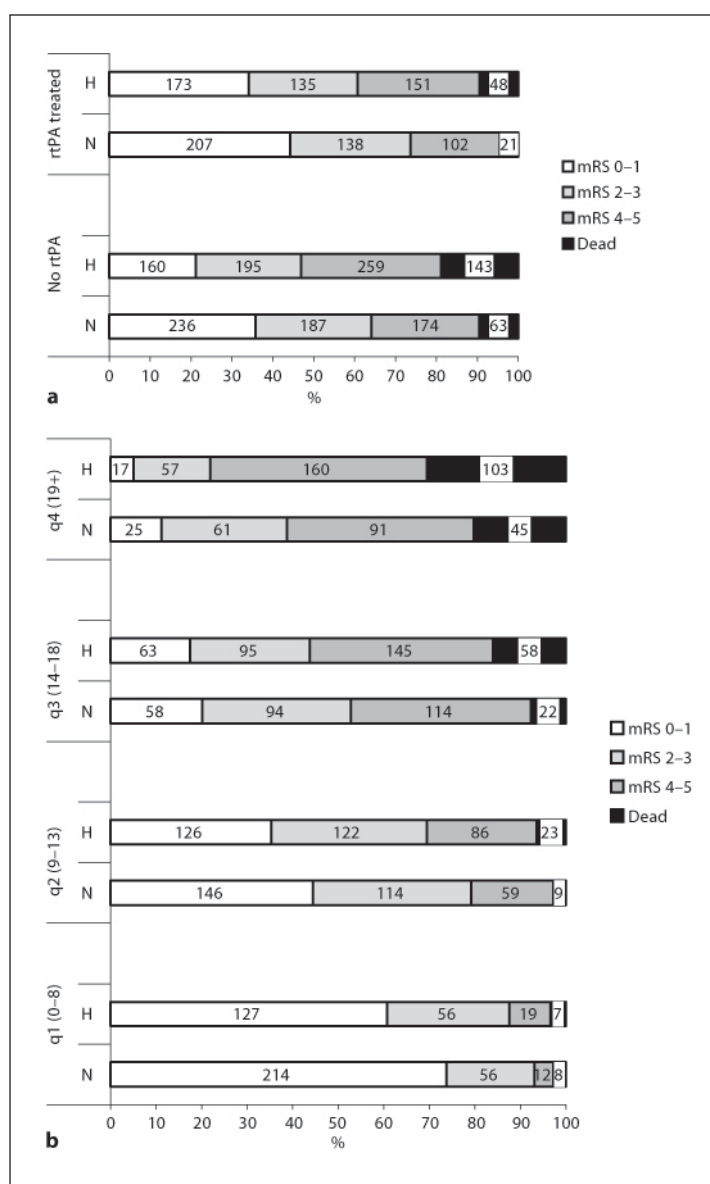 rtPA treated
H 173 135 151 48
N 207 138 102 21
No rtPA
H 160 195 259 143
N 236 187 174 63
0 10 20 30 40 50 60 70 80 90 100
%
a
mRS 0–1
mRS 2–3
mRS 4–5
Dead
q4 (19+)
H 17 57 160 103
N 25 61 91 45
q3 (14–18)
H 63 95 145 58
N 58 94 114 22
q2 (9–13)
H 126 122 86 23
N 146 114 59 9
q1 (0–8)
H 127 56 19 7
N 214 56 12 8
0 10 20 30 40 50 60 70 80 90 100
%
b
mRS 0–1
mRS 2–3
mRS 4–5
Dead